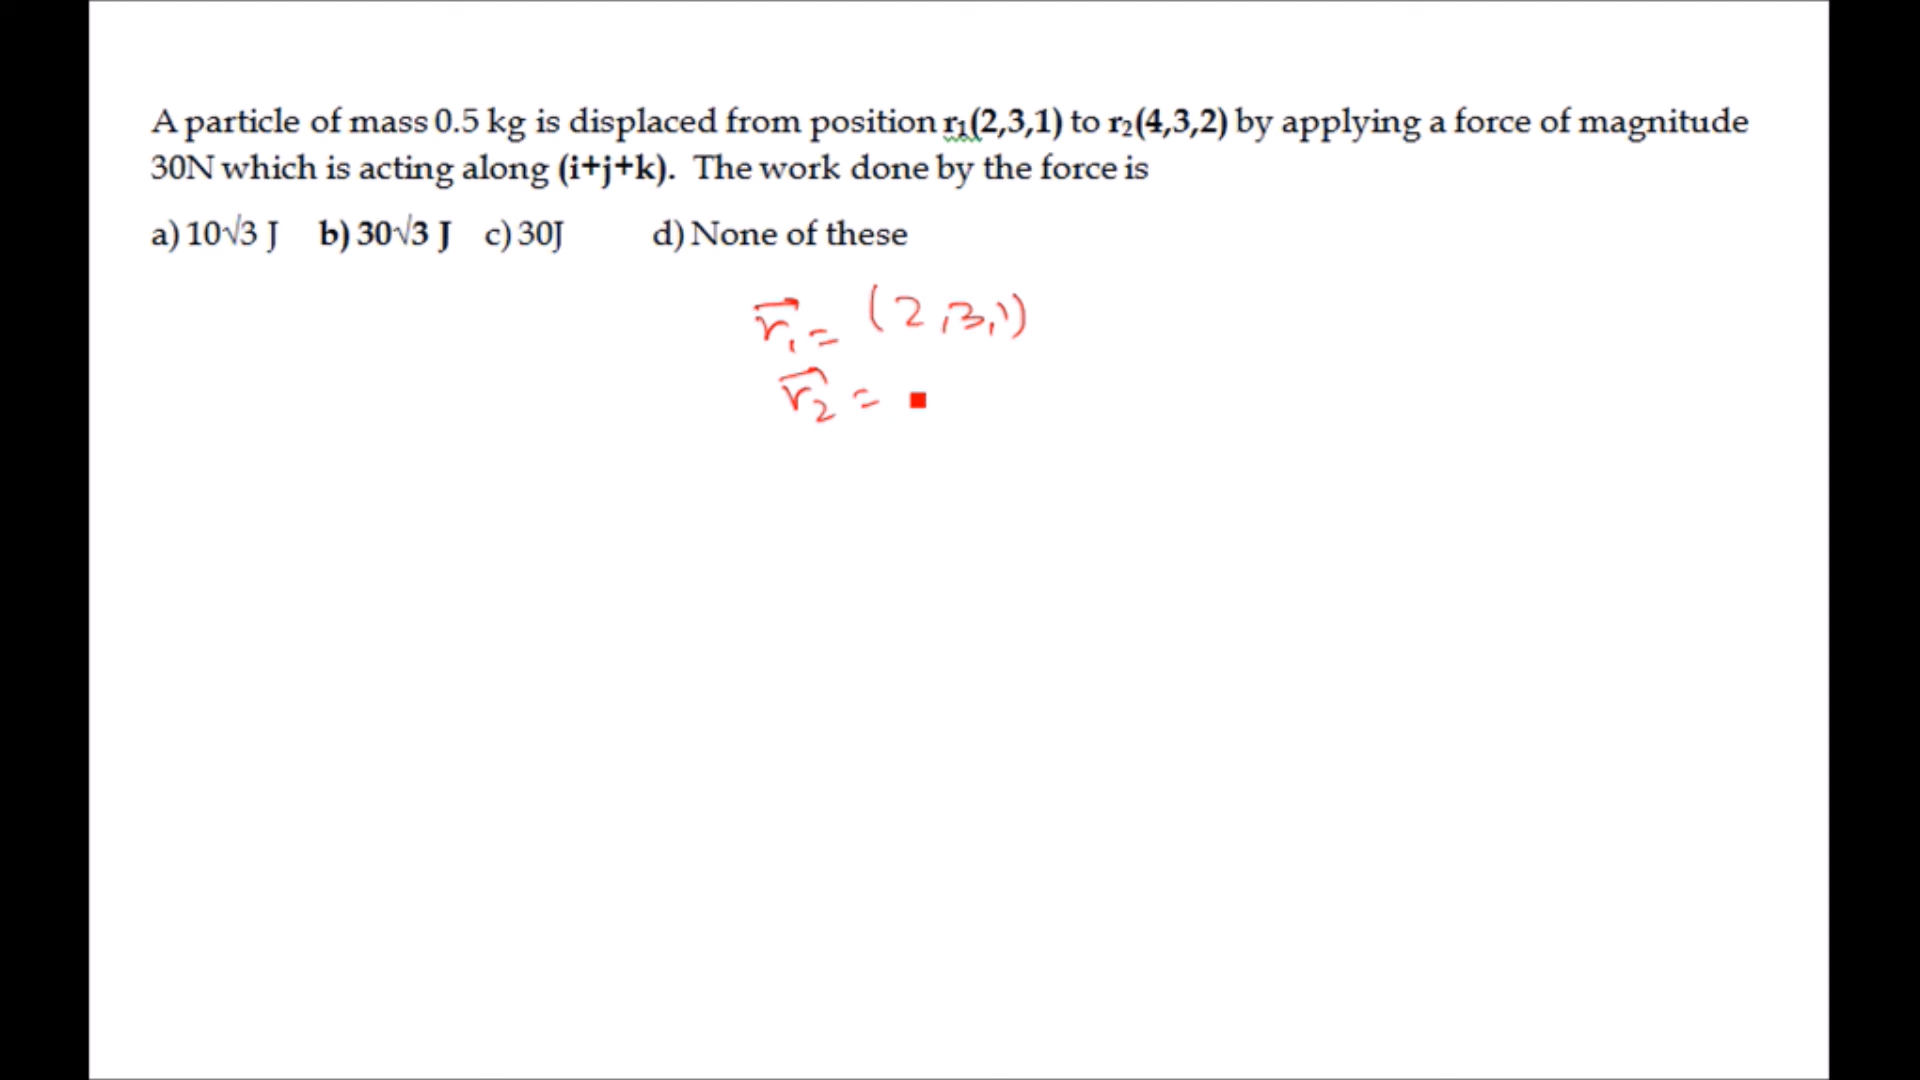 A particle of mass 0.5 kg is displaced from position r₁(2,3,1) to r₂(4,3,2) by applying a force of magnitude
30N which is acting along (i+j+k). The work done by the force is
a) 10√3 J b) 30√3 J c) 30J d) None of these
r⃗₁ = (2,3,1)
r⃗₂ =